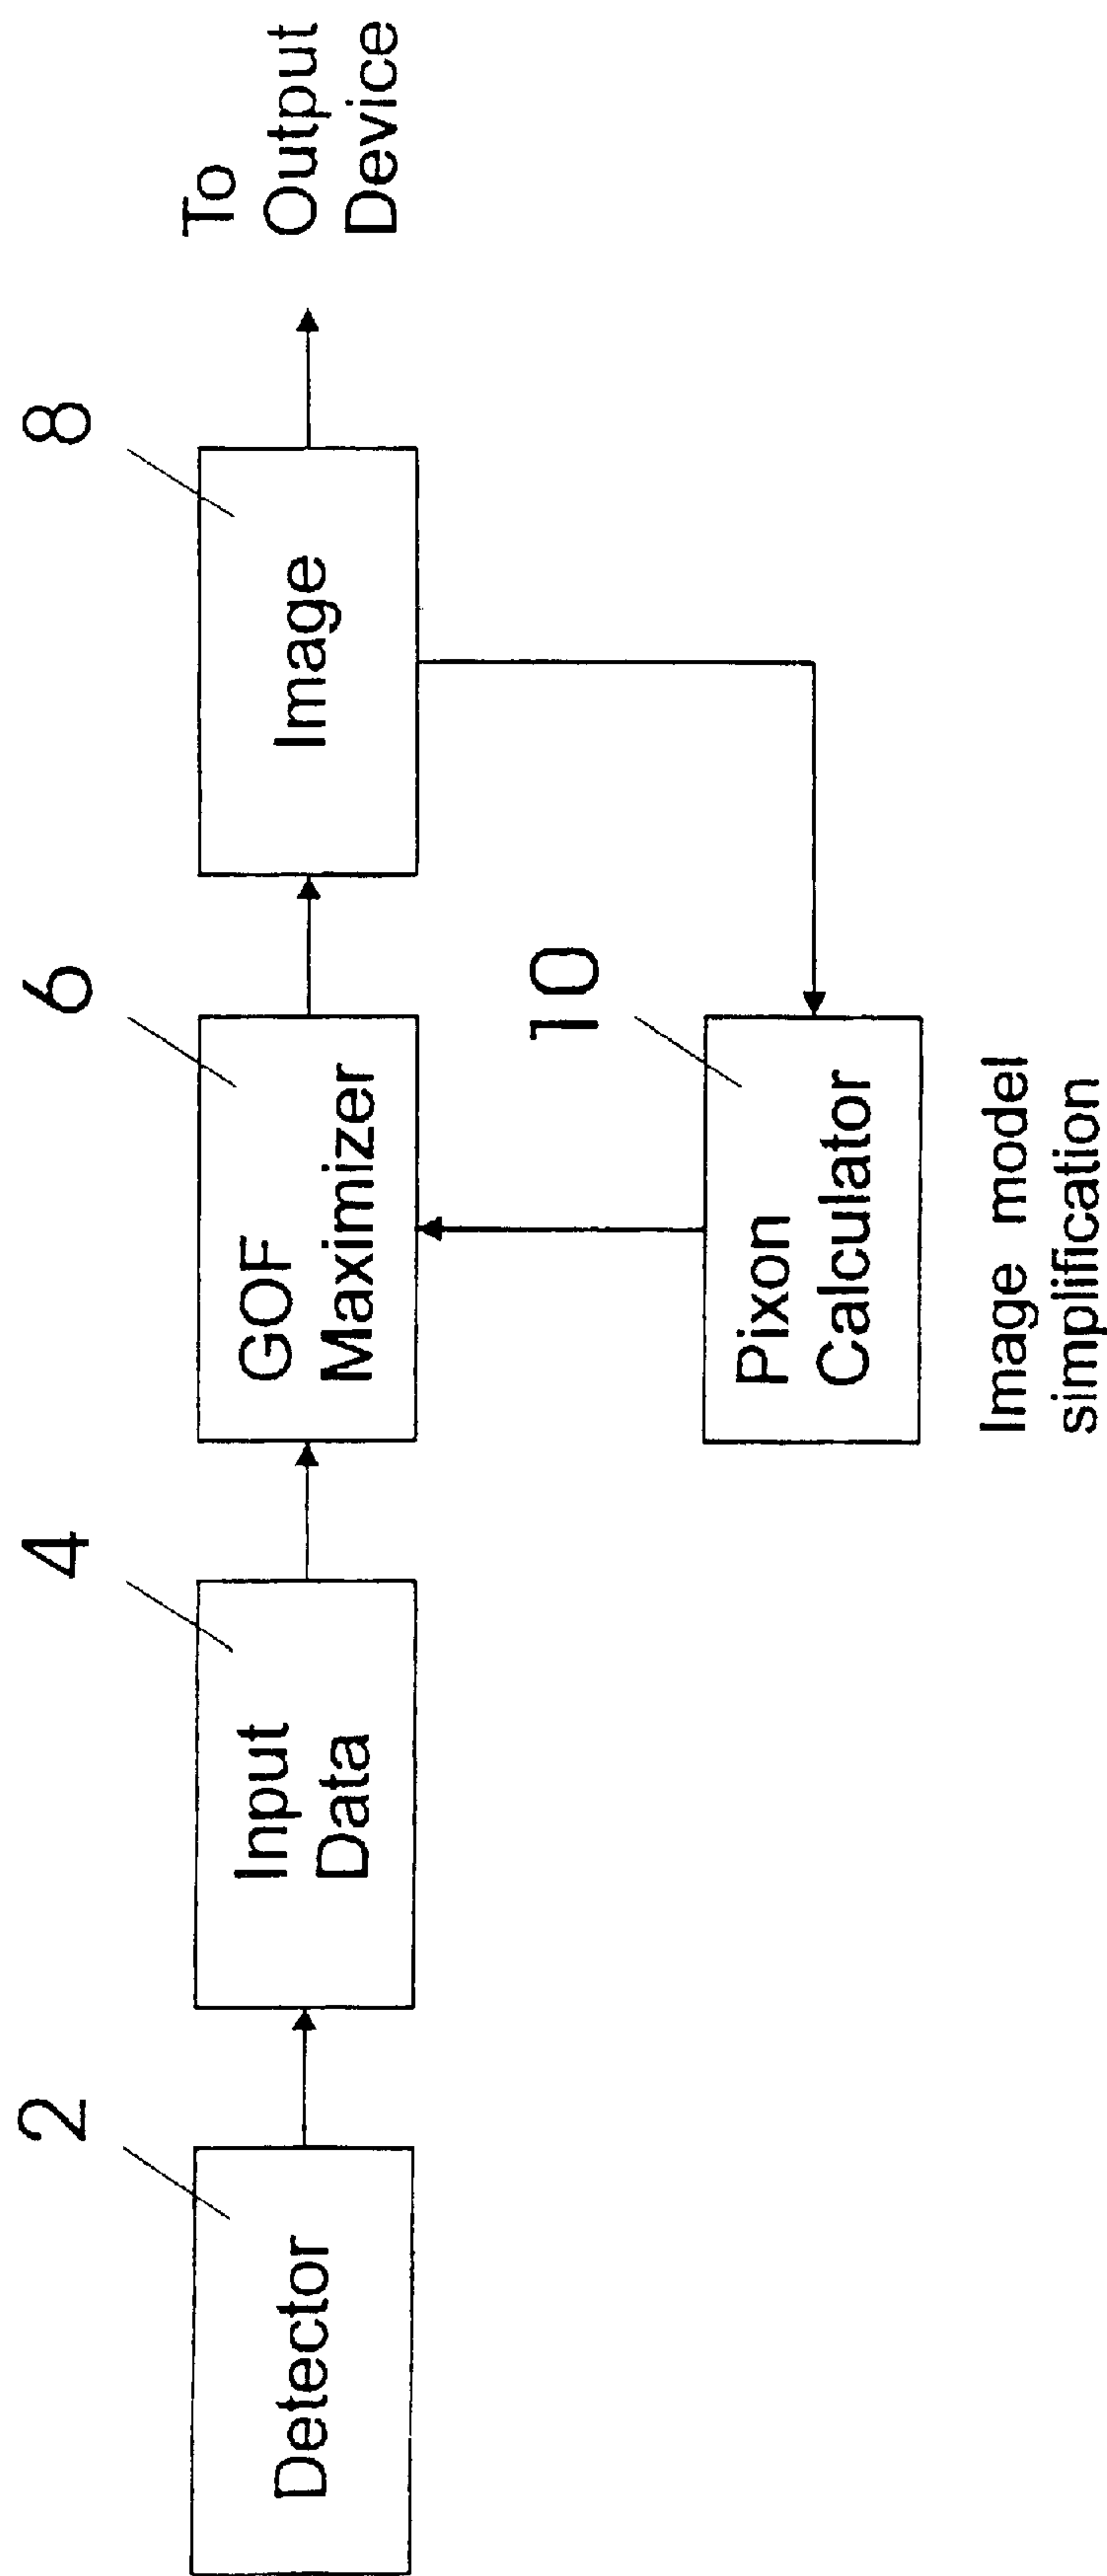 2
Detector
4
Input
Data
6
GOF
Maximizer
8
Image
To
Output
Device
10
Pixon
Calculator
Image model
simplification